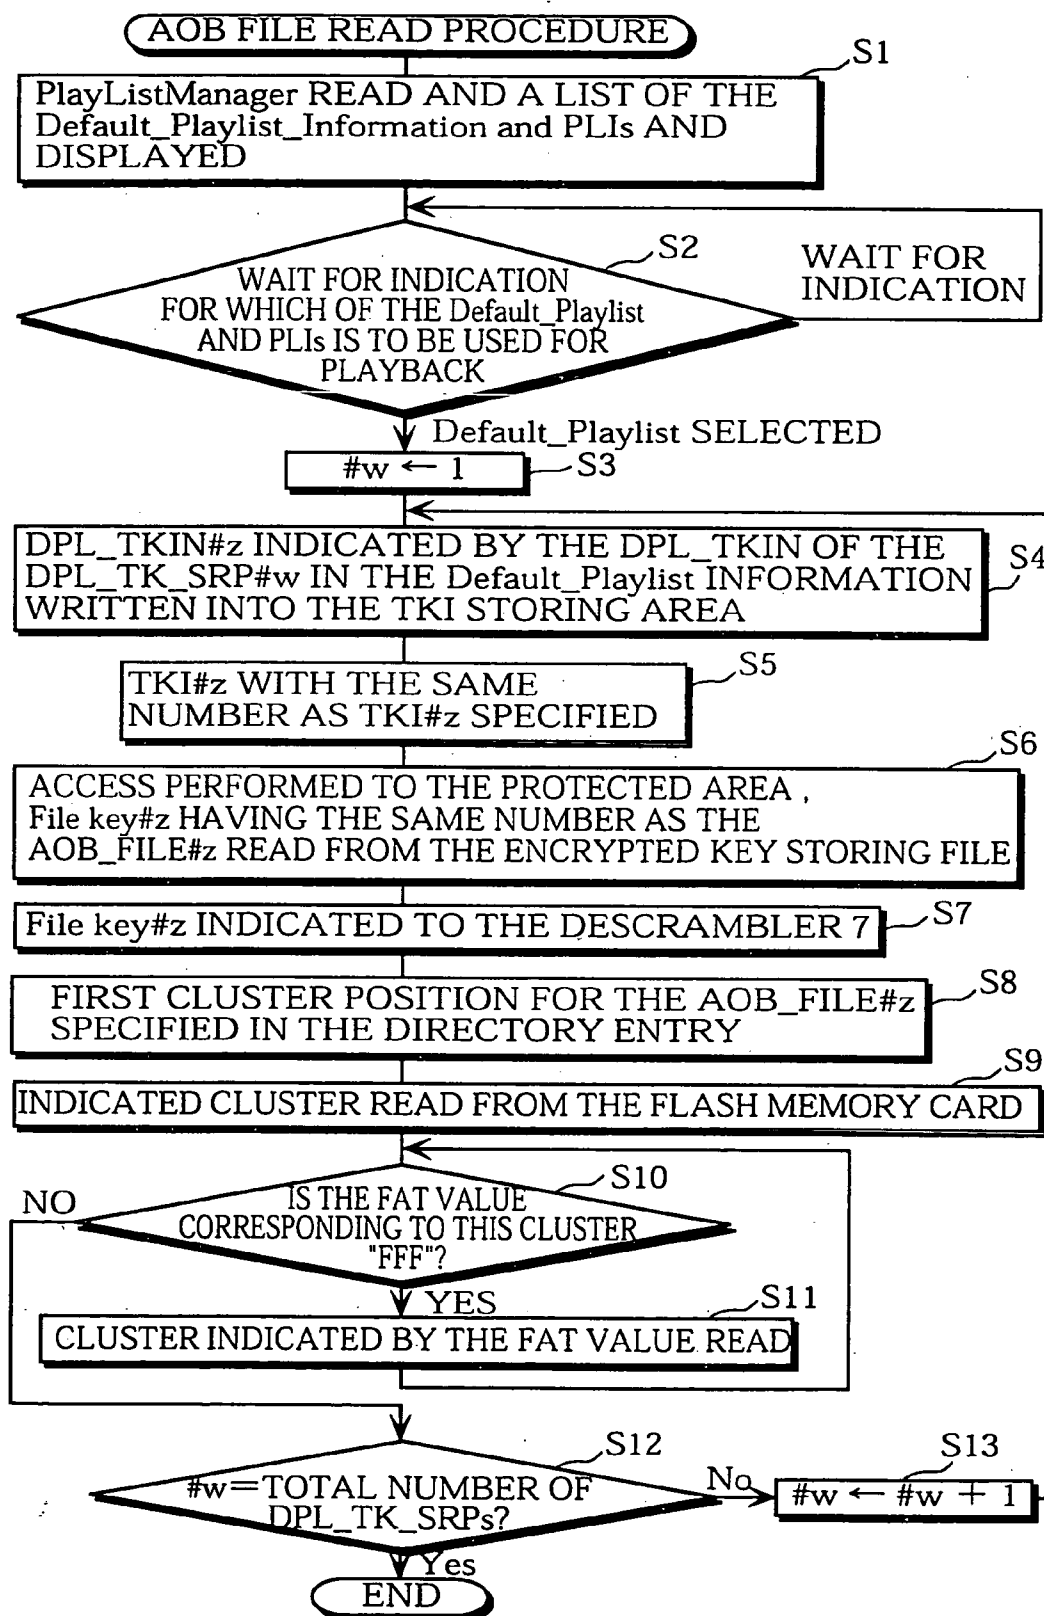 AOB FILE READ PROCEDURE
S1
PlayListManager READ AND A LIST OF THE
Default_Playlist_Information and PLIs AND
DISPLAYED
S2
WAIT FOR INDICATION
FOR WHICH OF THE Default_Playlist
AND PLIs IS TO BE USED FOR
PLAYBACK
WAIT FOR
INDICATION
Default_Playlist SELECTED
#w ← 1
S3
DPL_TKIN#z INDICATED BY THE DPL_TKIN OF THE
DPL_TK_SRP#w IN THE Default_Playlist INFORMATION
WRITTEN INTO THE TKI STORING AREA
S4
S5
TKI#z WITH THE SAME
NUMBER AS TKI#z SPECIFIED
S6
ACCESS PERFORMED TO THE PROTECTED AREA ,
File key#z HAVING THE SAME NUMBER AS THE
AOB_FILE#z READ FROM THE ENCRYPTED KEY STORING FILE
File key#z INDICATED TO THE DESCRAMBLER 7
S7
FIRST CLUSTER POSITION FOR THE AOB_FILE#z
SPECIFIED IN THE DIRECTORY ENTRY
S8
S9
INDICATED CLUSTER READ FROM THE FLASH MEMORY CARD
S10
NO
IS THE FAT VALUE
CORRESPONDING TO THIS CLUSTER
"FFF"?
YES
S11
CLUSTER INDICATED BY THE FAT VALUE READ
S12
#w=TOTAL NUMBER OF
DPL_TK_SRPs?
No
S13
#w ← #w + 1
Yes
END